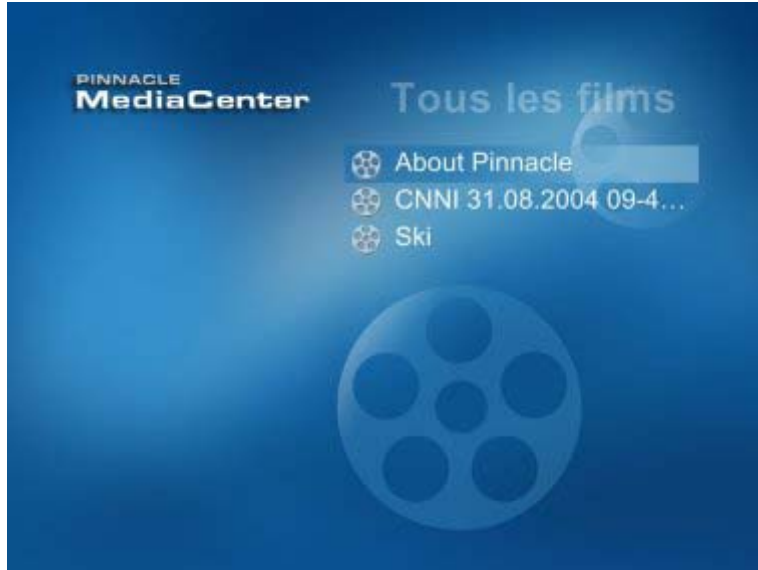 PINNACLE
MediaCenter
Tous les films
About Pinnacle
CNNI 31.08.2004 09-4...
Ski